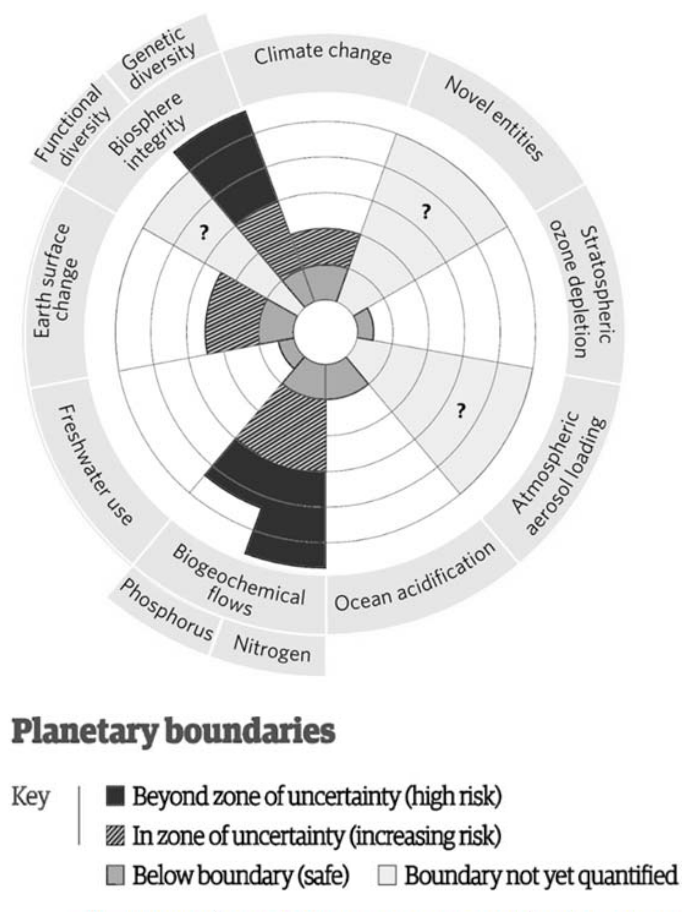 Genetic
diversity
Functional
diversity
Biosphere
integrity
Climate change
Novel entities
?
?
Stratospheric
ozone depletion
Earth surface
change
?
Atmospheric
aerosol loading
Freshwater use
Biogeochemical
flows
Ocean acidification
Phosphorus
Nitrogen
Planetary boundaries
Key
Beyond zone of uncertainty (high risk)
In zone of uncertainty (increasing risk)
Below boundary (safe)
Boundary not yet quantified